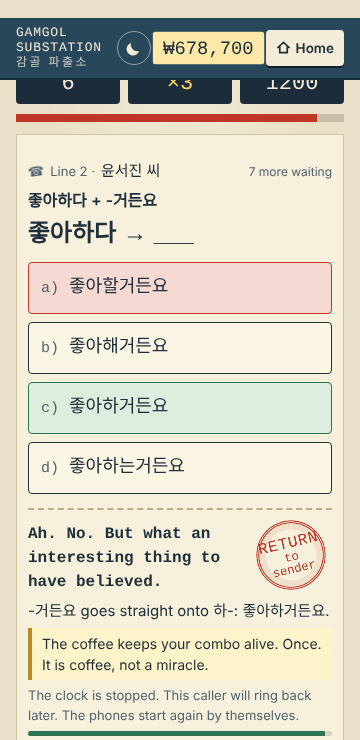 GAMGOL
SUBSTATION
감골 파출소
₩678,700
Home
6
×3
1200
☎ Line 2 · 윤서진 씨
7 more waiting
좋아하다 + -거든요
좋아하다 → ___
a) 좋아할거든요
b) 좋아해거든요
c) 좋아하거든요
d) 좋아하는거든요
Ah. No. But what an
interesting thing to
have believed.
RETURN
to
sender
-거든요 goes straight onto 하-: 좋아하거든요.
The coffee keeps your combo alive. Once.
It is coffee, not a miracle.
The clock is stopped. This caller will ring back
later. The phones start again by themselves.